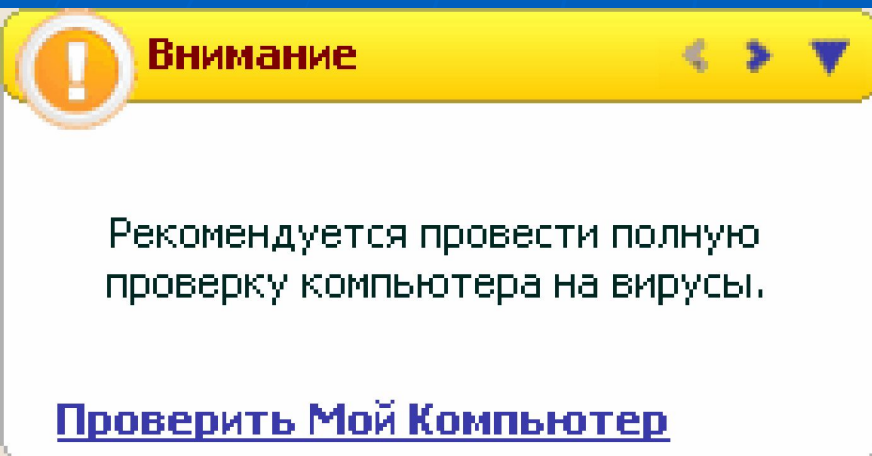 Внимание
Рекомендуется провести полную
проверку компьютера на вирусы.
Проверить Мой Компьютер